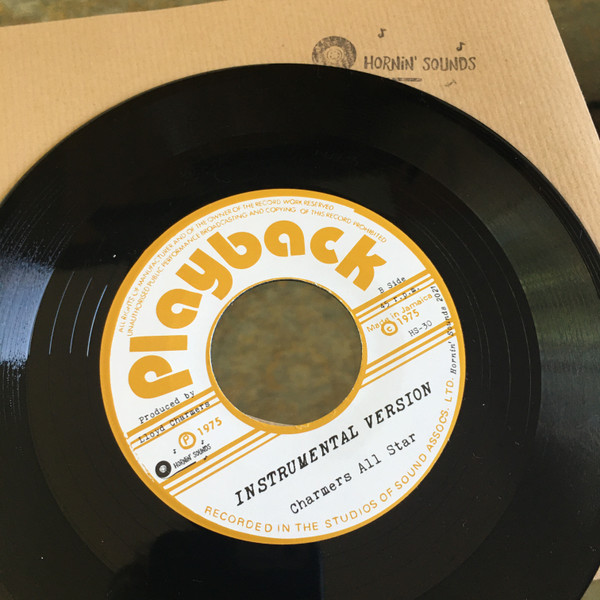 HORNiN' SOUNDS
ALL RIGHTS OF MANUFACTURER AND OF THE OWNER OF THE RECORD WORK RESERVED
UNAUTHORISED PUBLIC PERFORMANCE BROADCASTING AND COPYING OF THIS RECORD PROHIBITED
Playback
B Side
45 r.p.m.
Made in Jamaica
© 1975
HS-30
Hornin' Sounds 2021
Produced by
Lloyd Charmers
℗ 1975
HORNiN' SOUNDS
INSTRUMENTAL VERSION
Charmers All Star
RECORDED IN THE STUDIOS OF SOUND ASSOCS. LTD.